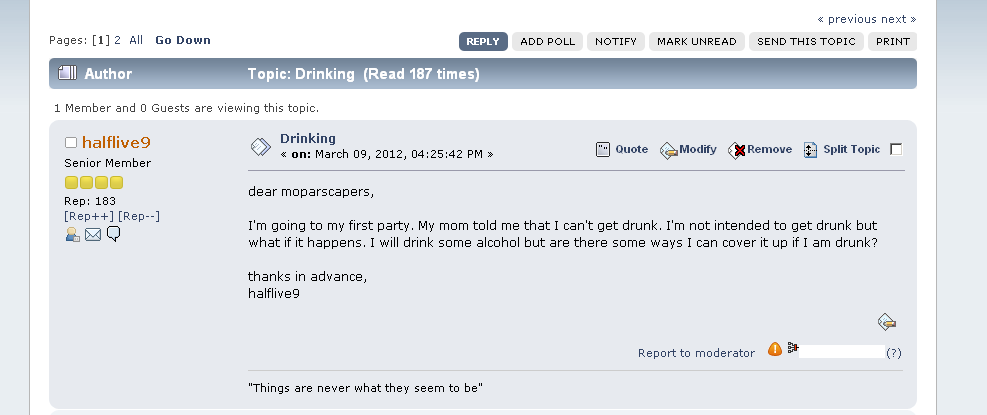 « previous next »
Pages: [1] 2 All Go Down
REPLY ADD POLL NOTIFY MARK UNREAD SEND THIS TOPIC PRINT
Author Topic: Drinking (Read 187 times)
1 Member and 0 Guests are viewing this topic.
halflive9
Senior Member
Rep: 183
[Rep++] [Rep--]
Drinking
« on: March 09, 2012, 04:25:42 PM »
Quote Modify Remove Split Topic
dear moparscapers,
I'm going to my first party. My mom told me that I can't get drunk. I'm not intended to get drunk but
what if it happens. I will drink some alcohol but are there some ways I can cover it up if I am drunk?
thanks in advance,
halflive9
Report to moderator (?)
"Things are never what they seem to be"